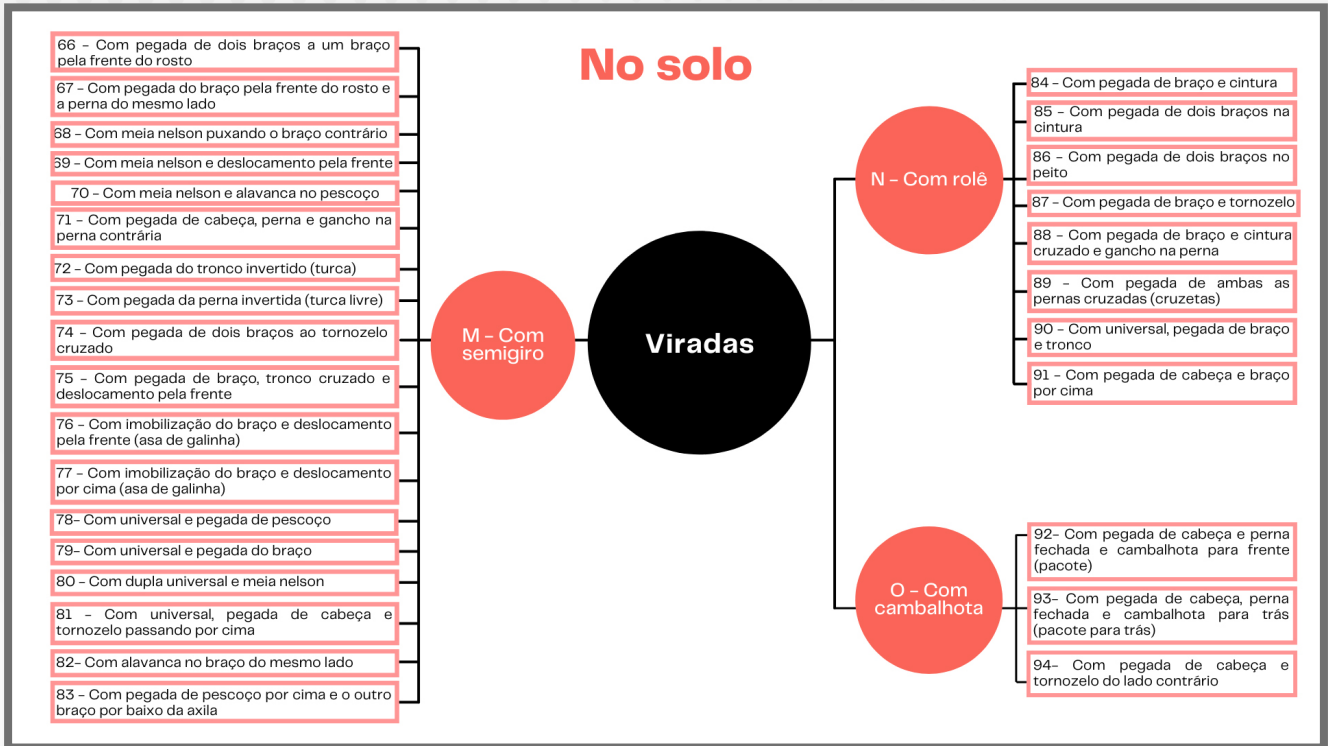 No solo
66 - Com pegada de dois braços a um braço
pela frente do rosto
67 - Com pegada do braço pela frente do rosto e
a perna do mesmo lado
68 - Com meia nelson puxando o braço contrário
69 - Com meia nelson e deslocamento pela frente
70 - Com meia nelson e alavanca no pescoço
71 - Com pegada de cabeça, perna e gancho na
perna contrária
72 - Com pegada do tronco invertido (turca)
73 - Com pegada da perna invertida (turca livre)
74 - Com pegada de dois braços ao tornozelo
cruzado
75 - Com pegada de braço, tronco cruzado e
deslocamento pela frente
76 - Com imobilização do braço e deslocamento
pela frente (asa de galinha)
77 - Com imobilização do braço e deslocamento
por cima (asa de galinha)
78- Com universal e pegada de pescoço
79- Com universal e pegada do braço
80 - Com dupla universal e meia nelson
81 - Com universal, pegada de cabeça e
tornozelo passando por cima
82- Com alavanca no braço do mesmo lado
83 - Com pegada de pescoço por cima e o outro
braço por baixo da axila
M - Com
semigiro
Viradas
N - Com rolê
84 - Com pegada de braço e cintura
85 - Com pegada de dois braços na
cintura
86 - Com pegada de dois braços no
peito
87 - Com pegada de braço e tornozelo
88 - Com pegada de braço e cintura
cruzado e gancho na perna
89 - Com pegada de ambas as
pernas cruzadas (cruzetas)
90 - Com universal, pegada de braço
e tronco
91 - Com pegada de cabeça e braço
por cima
O - Com
cambalhota
92- Com pegada de cabeça e perna
fechada e cambalhota para frente
(pacote)
93- Com pegada de cabeça, perna
fechada e cambalhota para trás
(pacote para trás)
94- Com pegada de cabeça e
tornozelo do lado contrário